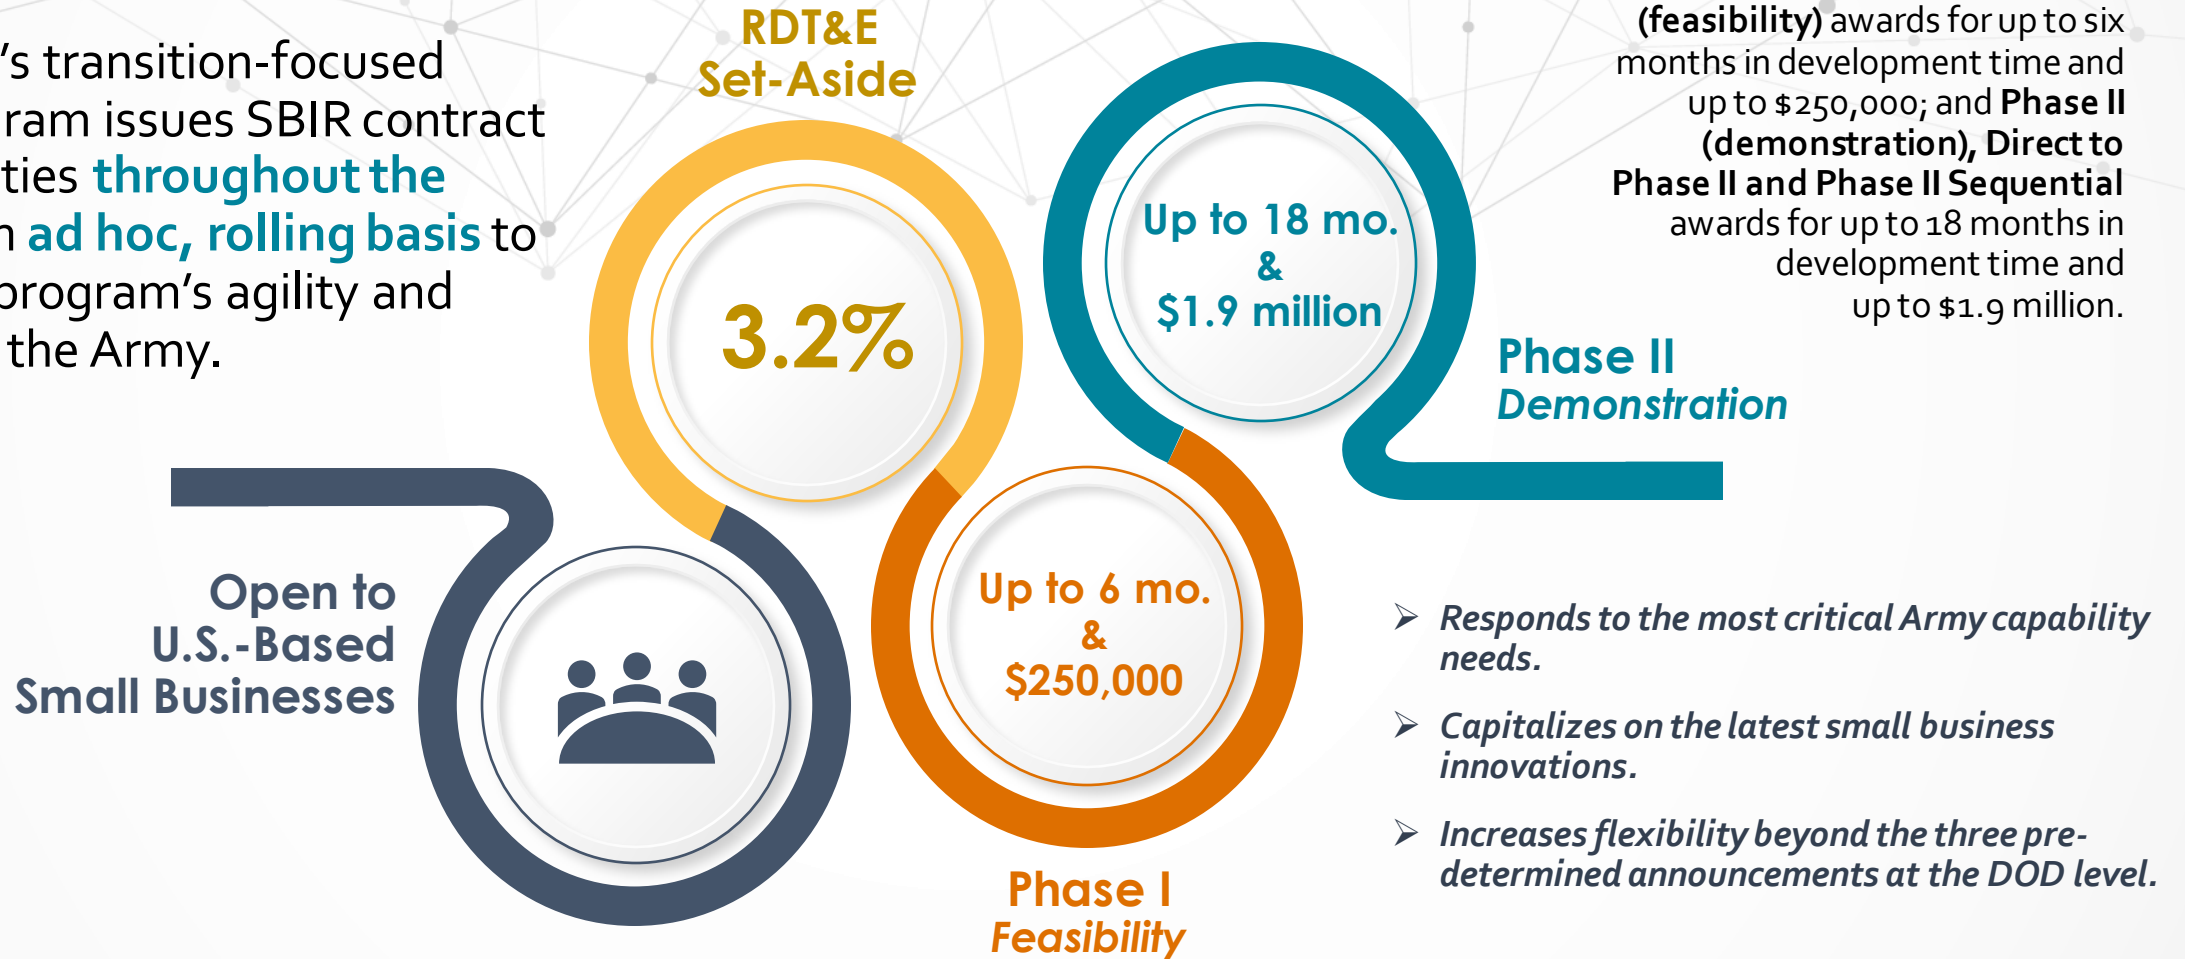 's transition-focused
ram issues SBIR contract
ties throughout the
ad hoc, rolling basis to
program's agility and
the Army.
RDT&E
Set-Aside
3.2%
Up to 18 mo.
&
$1.9 million
(feasibility) awards for up to six
months in development time and
up to $250,000; and Phase II
(demonstration), Direct to
Phase II and Phase II Sequential
awards for up to 18 months in
development time and
up to $1.9 million.
Phase II
Demonstration
Open to
U.S.-Based
Small Businesses
Up to 6 mo.
&
$250,000
Phase I
Feasibility
➢ Responds to the most critical Army capability
needs.
➢ Capitalizes on the latest small business
innovations.
➢ Increases flexibility beyond the three pre-
determined announcements at the DOD level.